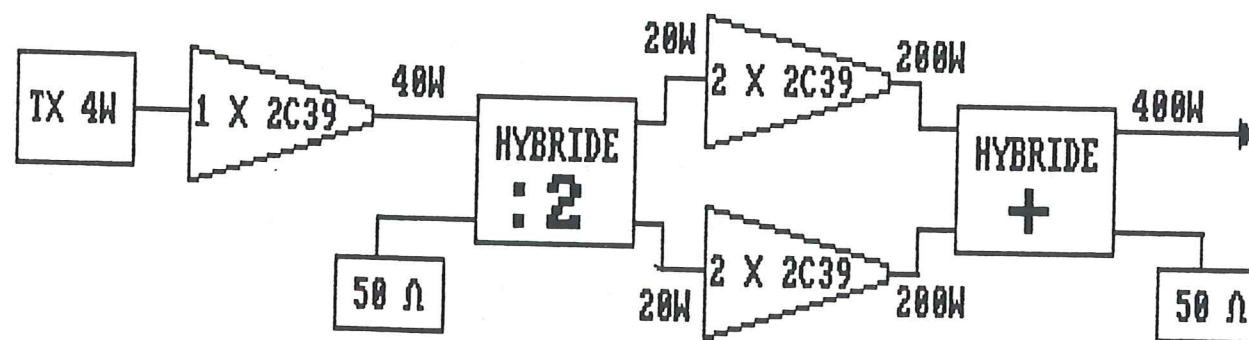 TX 4W
1 X 2C39
40W
HYBRIDE
:2
50 Ω
20W
2 X 2C39
200W
20W
2 X 2C39
200W
HYBRIDE
+
400W
50 Ω